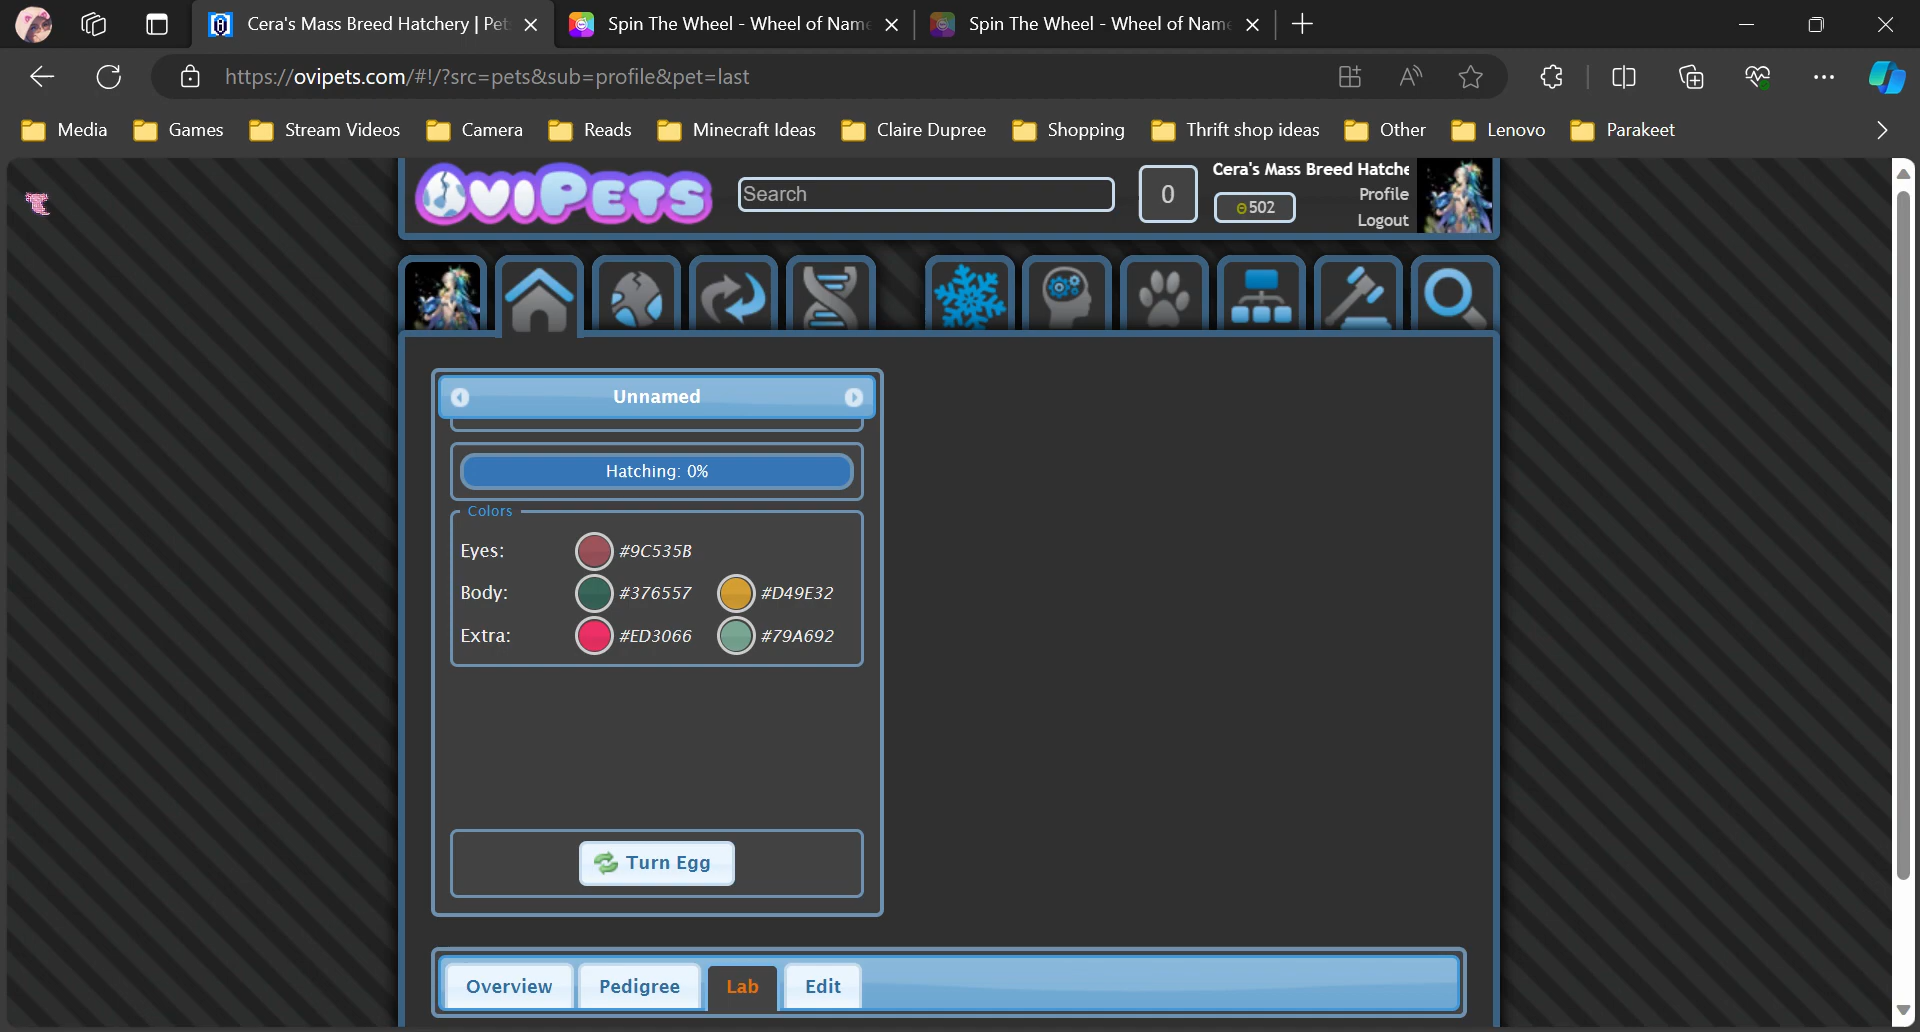 Cera's Mass Breed Hatchery | Pet
Spin The Wheel - Wheel of Name
Spin The Wheel - Wheel of Name
https://ovipets.com/#!/?src=pets&sub=profile&pet=last
Media
Games
Stream Videos
Camera
Reads
Minecraft Ideas
Claire Dupree
Shopping
Thrift shop ideas
Other
Lenovo
Parakeet
OVIPETS
Search
0
Cera's Mass Breed Hatche
502
Profile
Logout
Unnamed
Hatching: 0%
Colors
Eyes: #9C535B
Body: #376557 #D49E32
Extra: #ED3066 #79A692
Turn Egg
Overview
Pedigree
Lab
Edit